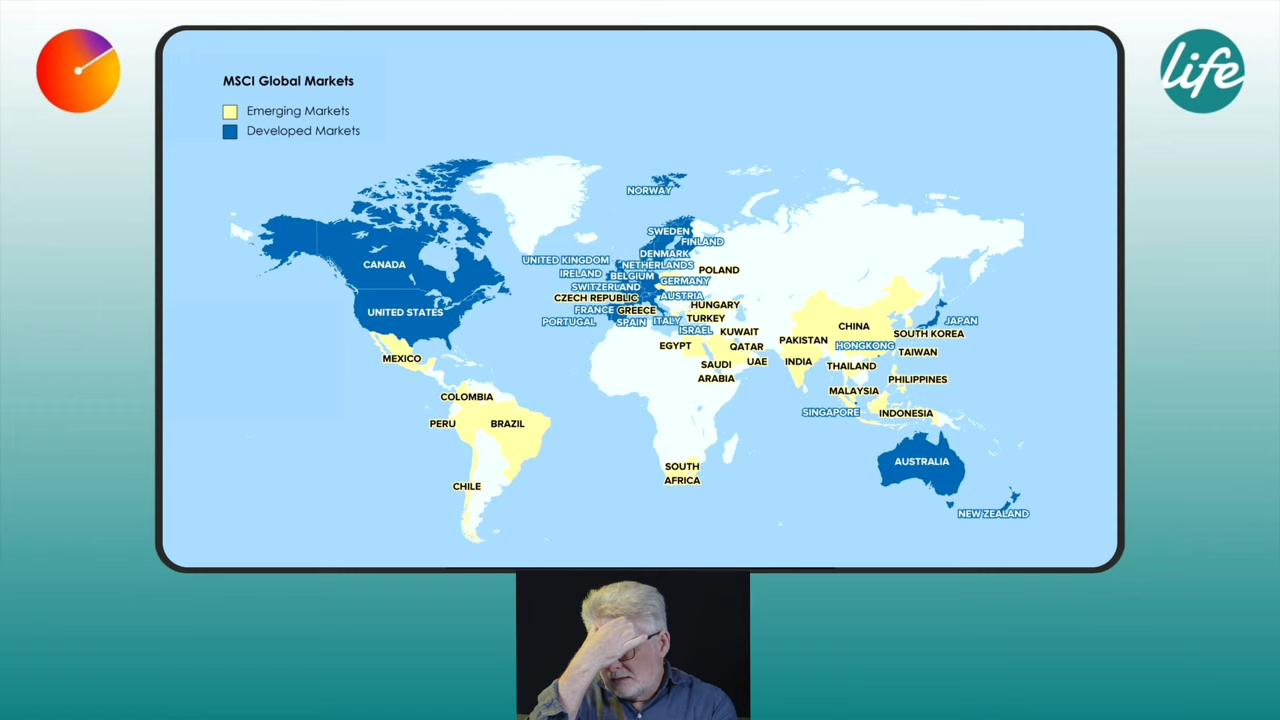 life
MSCI Global Markets
Emerging Markets
Developed Markets
NORWAY
SWEDEN
FINLAND
DENMARK
UNITED KINGDOM
NETHERLANDS
CANADA
IRELAND
BELGIUM
POLAND
GERMANY
SWITZERLAND
CZECH REPUBLIC
AUSTRIA
UNITED STATES
FRANCE
GREECE
HUNGARY
PORTUGAL
SPAIN
ITALY
TURKEY
JAPAN
ISRAEL
KUWAIT
CHINA
SOUTH KOREA
EGYPT
QATAR
PAKISTAN
HONGKONG
TAIWAN
MEXICO
SAUDI
ARABIA
UAE
INDIA
THAILAND
PHILIPPINES
COLOMBIA
MALAYSIA
SINGAPORE
INDONESIA
PERU
BRAZIL
SOUTH
AFRICA
AUSTRALIA
CHILE
NEW ZEALAND